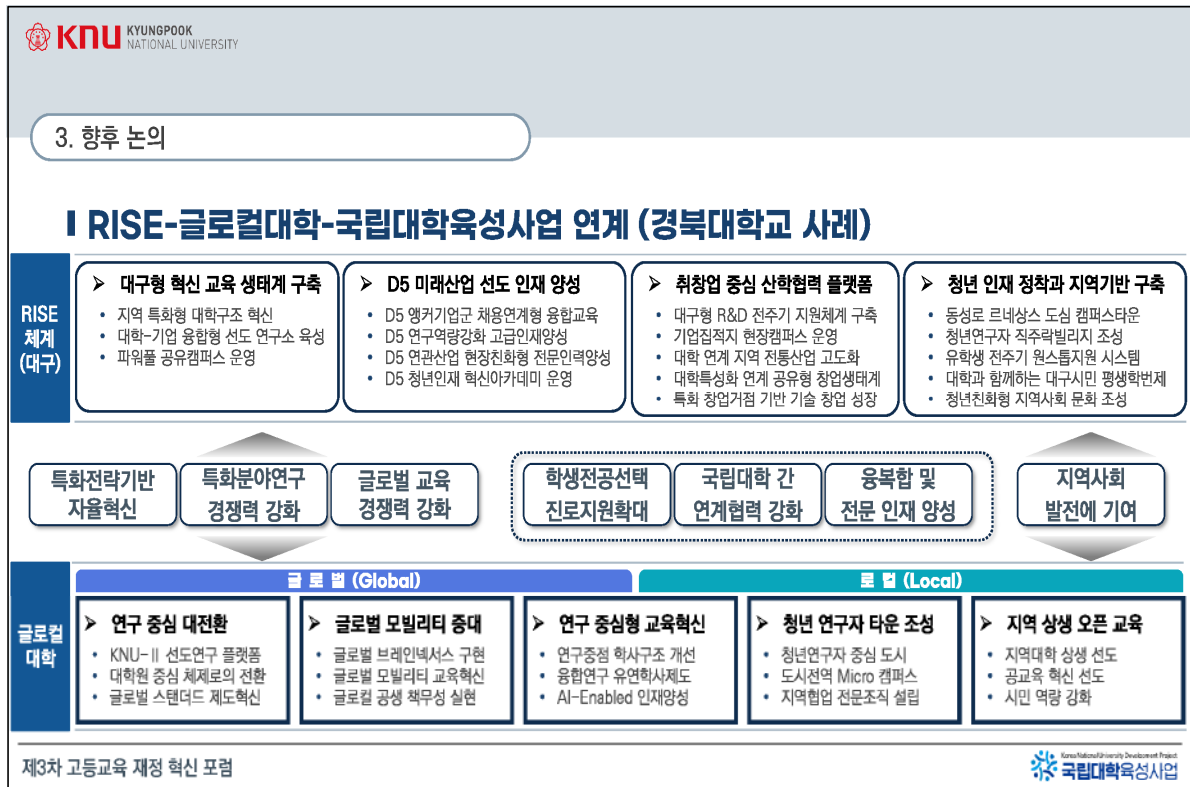 KNU KYUNGPOOK
NATIONAL UNIVERSITY
3. 향후 논의
RISE-글로컬대학-국립대학육성사업 연계 (경북대학교 사례)
RISE
체계
(대구)
➢ 대구형 혁신 교육 생태계 구축
• 지역 특화형 대학구조 혁신
• 대학-기업 융합형 선도 연구소 육성
• 파워풀 공유캠퍼스 운영
➢ D5 미래산업 선도 인재 양성
• D5 앵커기업군 채용연계형 융합교육
• D5 연구역량강화 고급인재양성
• D5 연관산업 현장친화형 전문인력양성
• D5 청년인재 혁신아카데미 운영
➢ 취창업 중심 산학협력 플랫폼
• 대구형 R&D 전주기 지원체계 구축
• 기업집적지 현장캠퍼스 운영
• 대학 연계 지역 전통산업 고도화
• 대학특성화 연계 공유형 창업생태계
• 특화 창업거점 기반 기술 창업 성장
➢ 청년 인재 정착과 지역기반 구축
• 동성로 르네상스 도심 캠퍼스타운
• 청년연구자 직주락빌리지 조성
• 유학생 전주기 원스톱지원 시스템
• 대학과 함께하는 대구시민 평생학번제
• 청년친화형 지역사회 문화 조성
특화전략기반
자율혁신
특화분야연구
경쟁력 강화
글로벌 교육
경쟁력 강화
학생전공선택
진로지원확대
국립대학 간
연계협력 강화
융복합 및
전문 인재 양성
지역사회
발전에 기여
글로컬
대학
글 로 벌 (Global)
로 컬 (Local)
➢ 연구 중심 대전환
• KNU-Ⅱ 선도연구 플랫폼
• 대학원 중심 체제로의 전환
• 글로벌 스탠더드 제도혁신
➢ 글로벌 모빌리티 증대
• 글로벌 브레인넥서스 구현
• 글로벌 모빌리티 교육혁신
• 글로컬 공생 책무성 실현
➢ 연구 중심형 교육혁신
• 연구중점 학사구조 개선
• 융합연구 유연학사제도
• AI-Enabled 인재양성
➢ 청년 연구자 타운 조성
• 청년연구자 중심 도시
• 도시전역 Micro 캠퍼스
• 지역협업 전문조직 설립
➢ 지역 상생 오픈 교육
• 지역대학 상생 선도
• 공교육 혁신 선도
• 시민 역량 강화
제3차 고등교육 재정 혁신 포럼
Korea National University Development Project
국립대학육성사업